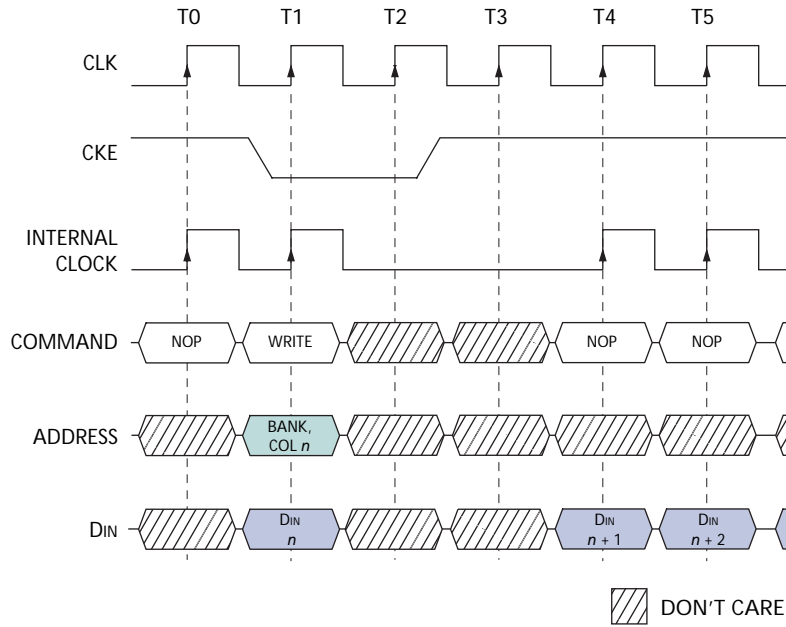 T0 T1 T2 T3 T4 T5
CLK
CKE
INTERNAL
CLOCK
COMMAND NOP WRITE NOP NOP
ADDRESS BANK,
COL n
DIN DIN DIN DIN
n n + 1 n + 2
DON'T CARE